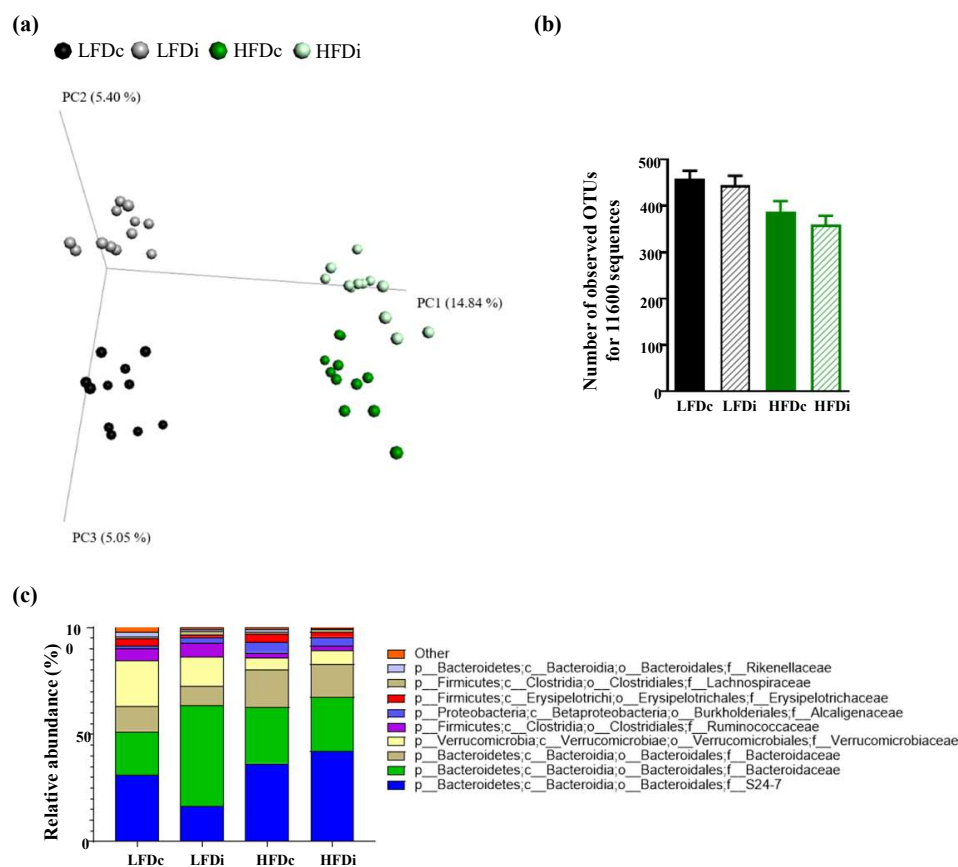 (a)
LFDc LFDi HFDc HFDi
PC2 (5.40 %)
PC1 (14.84 %)
PC3 (5.05 %)
(b)
Number of observed OTUs
for 11600 sequences
500
400
300
200
100
0
LFDc LFDi HFDc HFDi
(c)
Relative abundance (%)
10
0
50
0
LFDc LFDi HFDc HFDi
Other
p__Bacteroidetes;c__Bacteroidia;o__Bacteroidales;f__Rikenellaceae
p__Firmicutes;c__Clostridia;o__Clostridiales;f__Lachnospiraceae
p__Firmicutes;c__Erysipelotrichi;o__Erysipelotrichales;f__Erysipelotrichaceae
p__Proteobacteria;c__Betaproteobacteria;o__Burkholderiales;f__Alcaligenaceae
p__Firmicutes;c__Clostridia;o__Clostridiales;f__Ruminococcaceae
p__Verrucomicrobia;c__Verrucomicrobiae;o__Verrucomicrobiales;f__Verrucomicrobiaceae
p__Bacteroidetes;c__Bacteroidia;o__Bacteroidales;f__Bacteroidaceae
p__Bacteroidetes;c__Bacteroidia;o__Bacteroidales;f__Bacteroidaceae
p__Bacteroidetes;c__Bacteroidia;o__Bacteroidales;f__S24-7